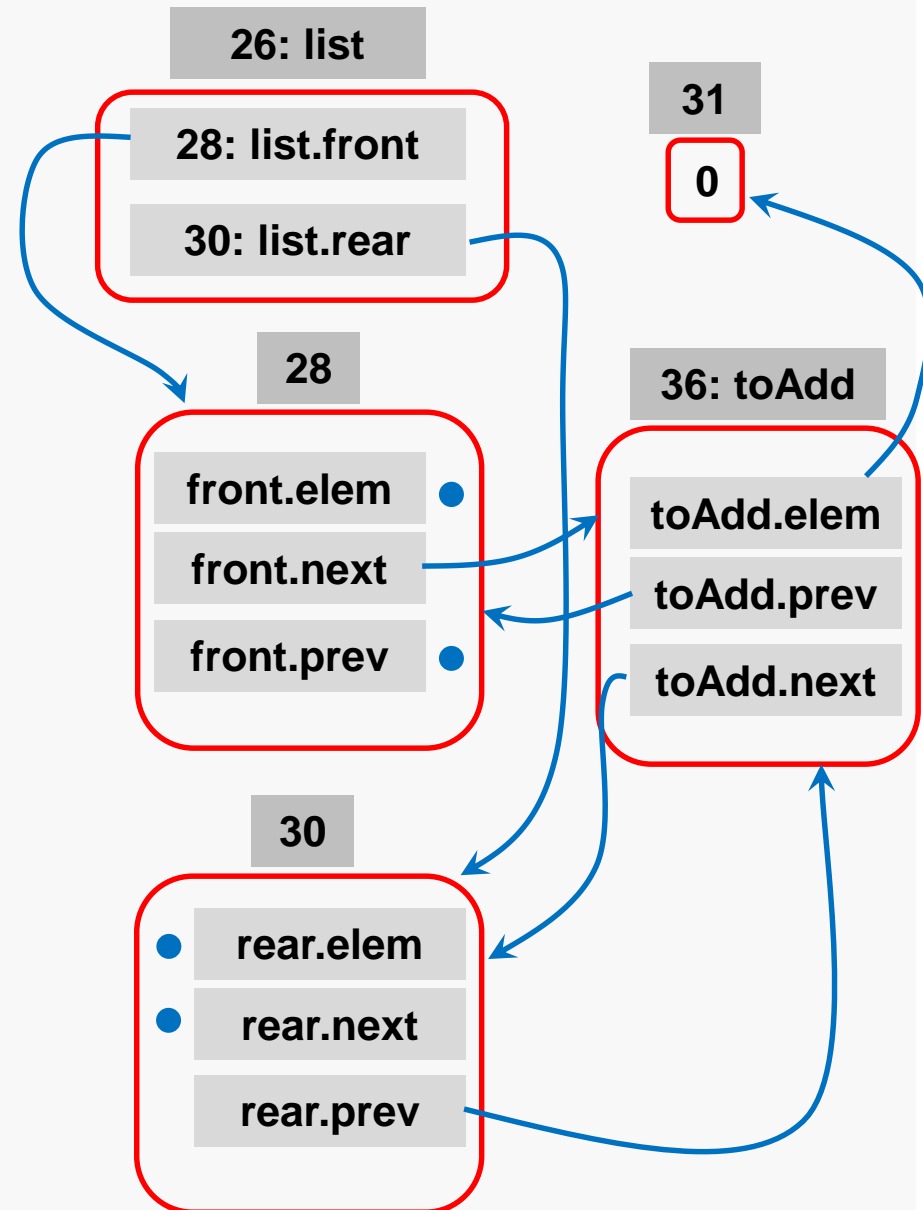 26: list
28: list.front
30: list.rear
31
0
28
front.elem
front.next
front.prev
36: toAdd
toAdd.elem
toAdd.prev
toAdd.next
30
rear.elem
rear.next
rear.prev